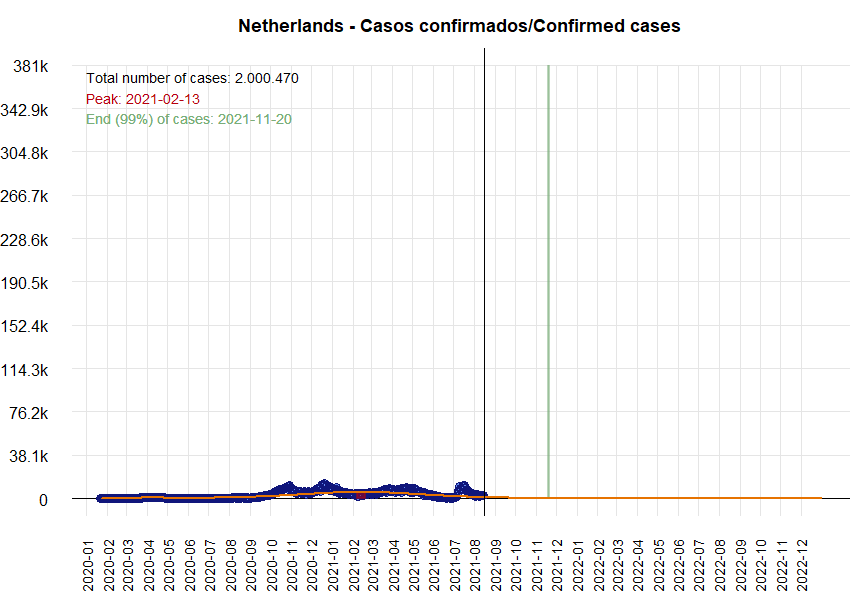 Netherlands - Casos confirmados/Confirmed cases
381k
342.9k
304.8k
266.7k
228.6k
190.5k
152.4k
114.3k
76.2k
38.1k
0
Total number of cases: 2.000.470
Peak: 2021-02-13
End (99%) of cases: 2021-11-20
2020-01
2020-02
2020-03
2020-04
2020-05
2020-06
2020-07
2020-08
2020-09
2020-10
2020-11
2020-12
2021-01
2021-02
2021-03
2021-04
2021-05
2021-06
2021-07
2021-08
2021-09
2021-10
2021-11
2021-12
2022-01
2022-02
2022-03
2022-04
2022-05
2022-06
2022-07
2022-08
2022-09
2022-10
2022-11
2022-12